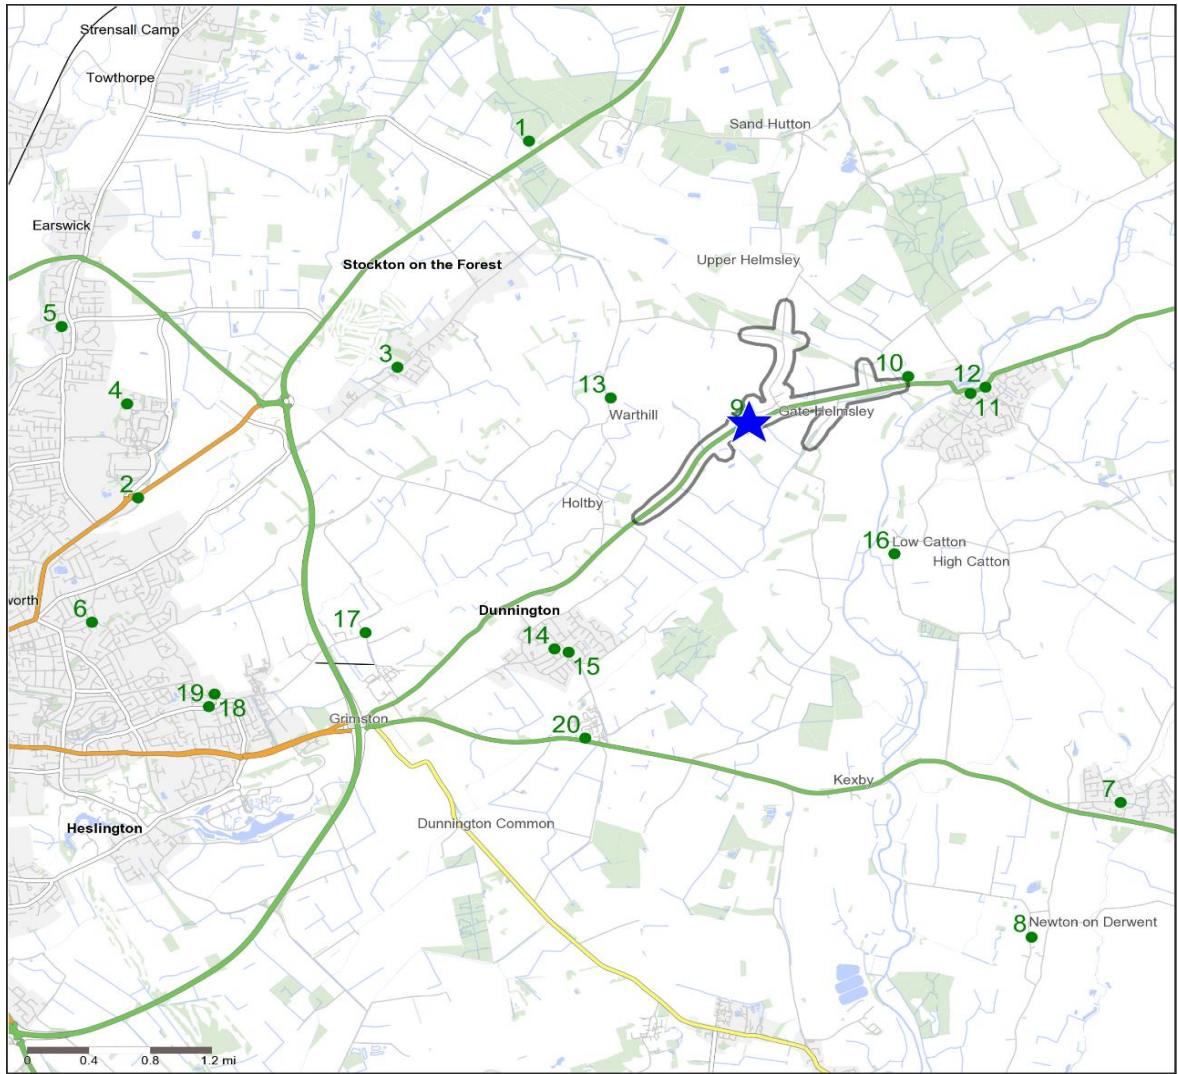 Strensall Camp
Towthorpe
1
Sand Hutton
Earswick
Stockton on the Forest
Upper Helmsley
5
3
10
12
4
13
9
11
Warthill
Gate Helmsley
2
Holtby
16
Low Catton
High Catton
worth
6
17
Dunnington
14
15
19
18
Grimston
20
Kexby
7
Heslington
Dunnington Common
8
Newton on Derwent
0 0.4 0.8 1.2 mi